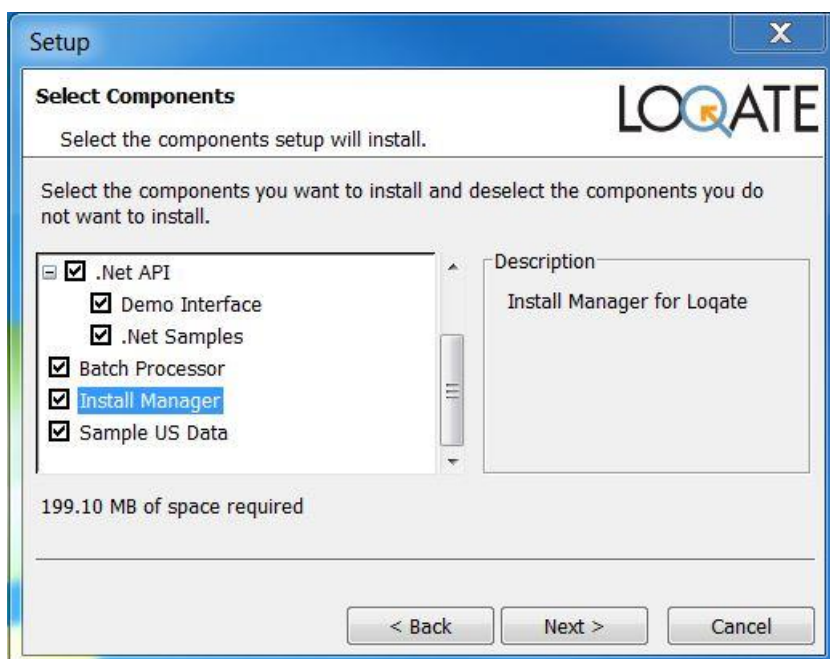 Setup
X
Select Components
Select the components setup will install.
LOQATE
Select the components you want to install and deselect the components you do
not want to install.
.Net API
Demo Interface
.Net Samples
Batch Processor
Install Manager
Sample US Data
Description
Install Manager for Loqate
199.10 MB of space required
< Back
Next >
Cancel